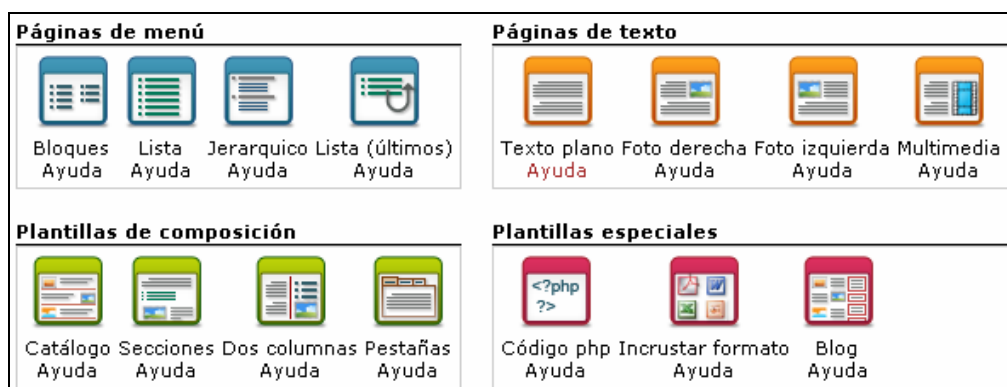 Páginas de menú
Bloques Lista Jerarquico Lista (últimos)
Ayuda Ayuda Ayuda Ayuda
Páginas de texto
Texto plano Foto derecha Foto izquierda Multimedia
Ayuda Ayuda Ayuda Ayuda
Plantillas de composición
Catálogo Secciones Dos columnas Pestañas
Ayuda Ayuda Ayuda Ayuda
Plantillas especiales
<?php
?>
Código php Incrustar formato Blog
Ayuda Ayuda Ayuda